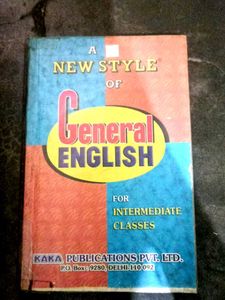 A
NEW STYLE
OF
General
ENGLISH
FOR
INTERMEDIATE
CLASSES
KAKA PUBLICATIONS PVT. LTD.
P.O. Box: 9280, DELHI-110 092